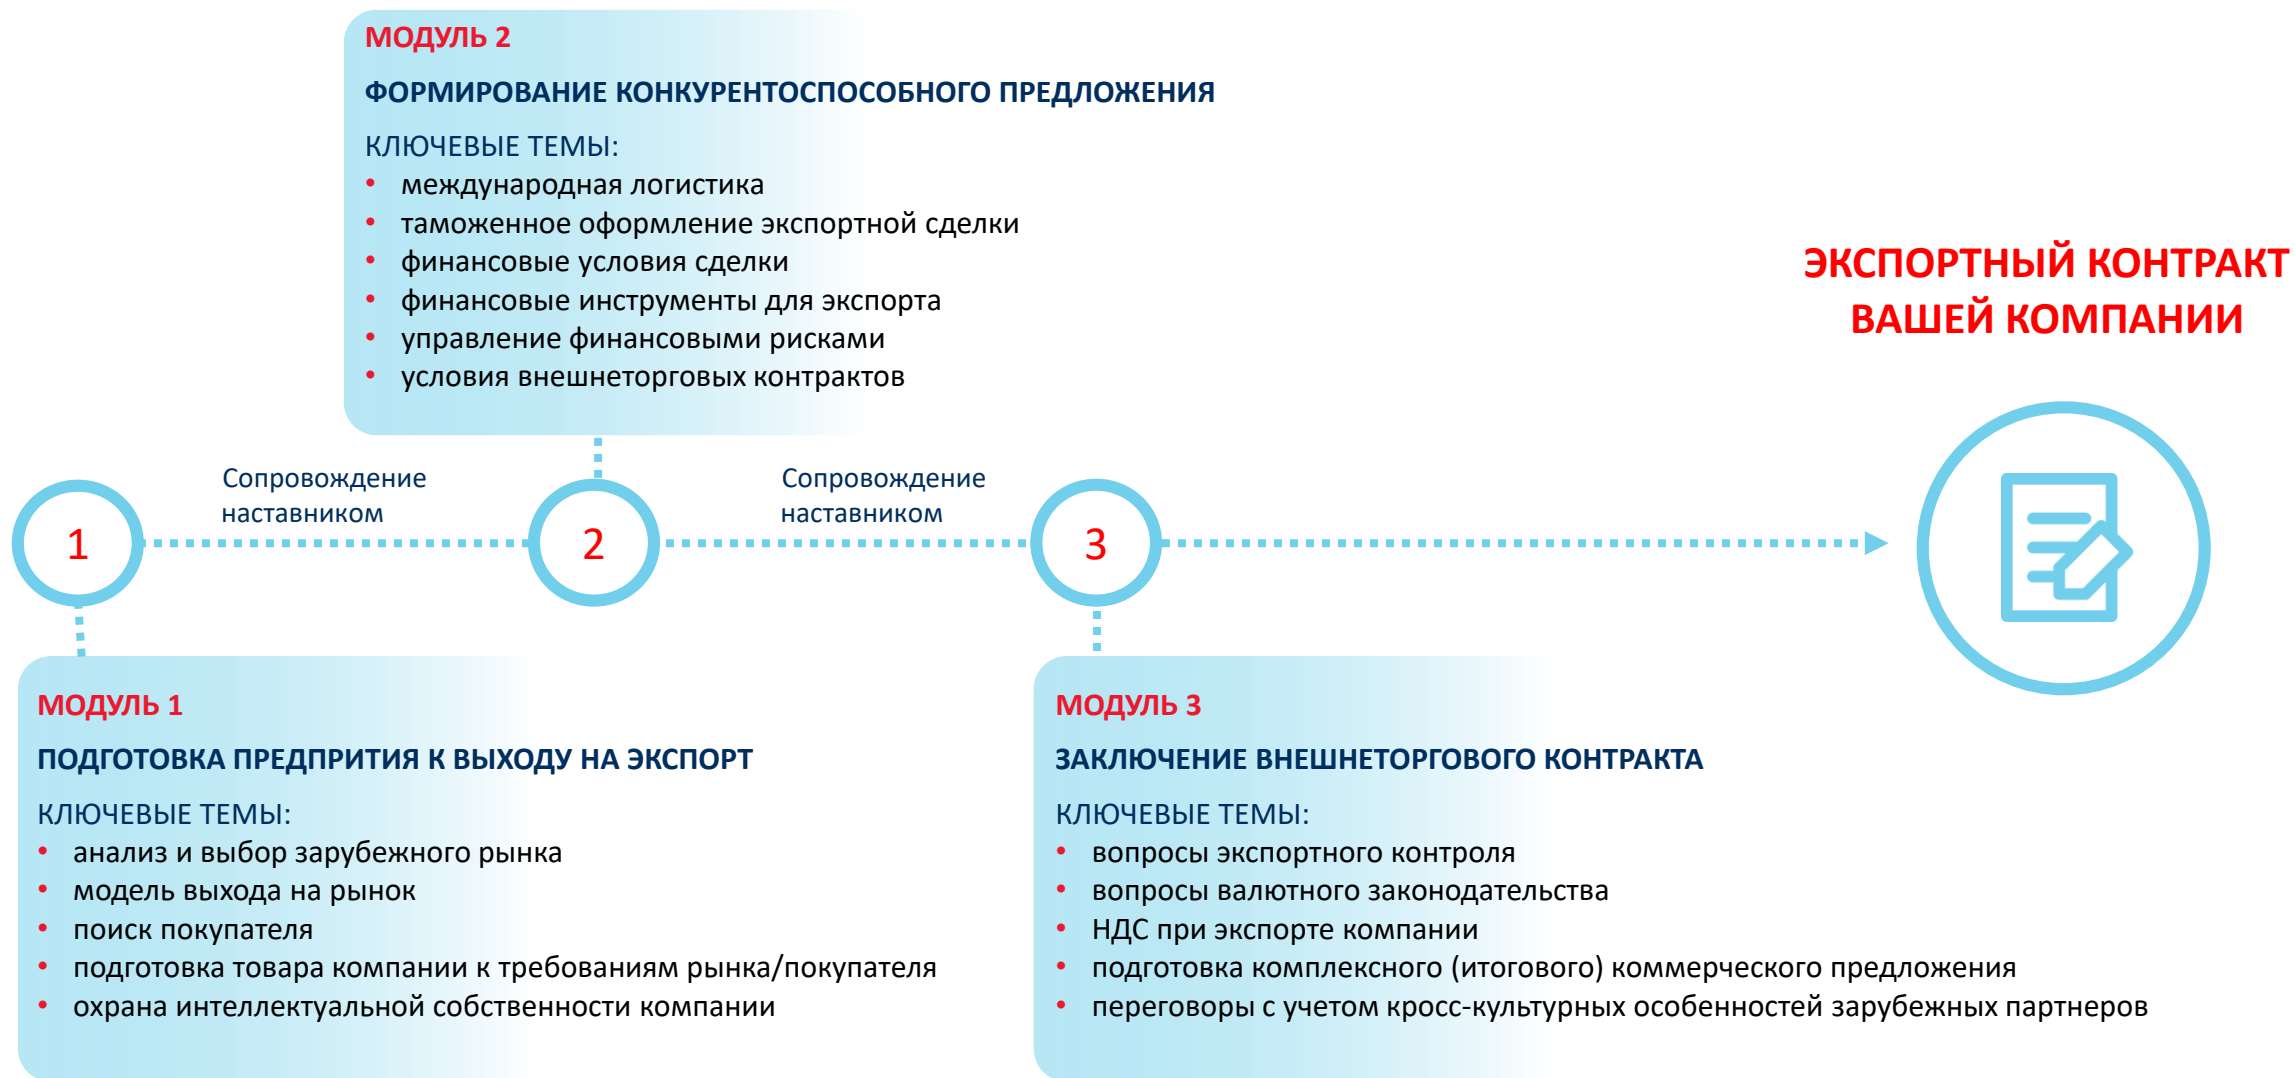 МОДУЛЬ 2
ФОРМИРОВАНИЕ КОНКУРЕНТОСПОСОБНОГО ПРЕДЛОЖЕНИЯ
КЛЮЧЕВЫЕ ТЕМЫ:
• международная логистика
• таможенное оформление экспортной сделки
• финансовые условия сделки
• финансовые инструменты для экспорта
• управление финансовыми рисками
• условия внешнеторговых контрактов
ЭКСПОРТНЫЙ КОНТРАКТ
ВАШЕЙ КОМПАНИИ
1
Сопровождение
наставником
2
Сопровождение
наставником
3
МОДУЛЬ 1
ПОДГОТОВКА ПРЕДПРИТИЯ К ВЫХОДУ НА ЭКСПОРТ
КЛЮЧЕВЫЕ ТЕМЫ:
• анализ и выбор зарубежного рынка
• модель выхода на рынок
• поиск покупателя
• подготовка товара компании к требованиям рынка/покупателя
• охрана интеллектуальной собственности компании
МОДУЛЬ 3
ЗАКЛЮЧЕНИЕ ВНЕШНЕТОРГОВОГО КОНТРАКТА
КЛЮЧЕВЫЕ ТЕМЫ:
• вопросы экспортного контроля
• вопросы валютного законодательства
• НДС при экспорте компании
• подготовка комплексного (итогового) коммерческого предложения
• переговоры с учетом кросс-культурных особенностей зарубежных партнеров